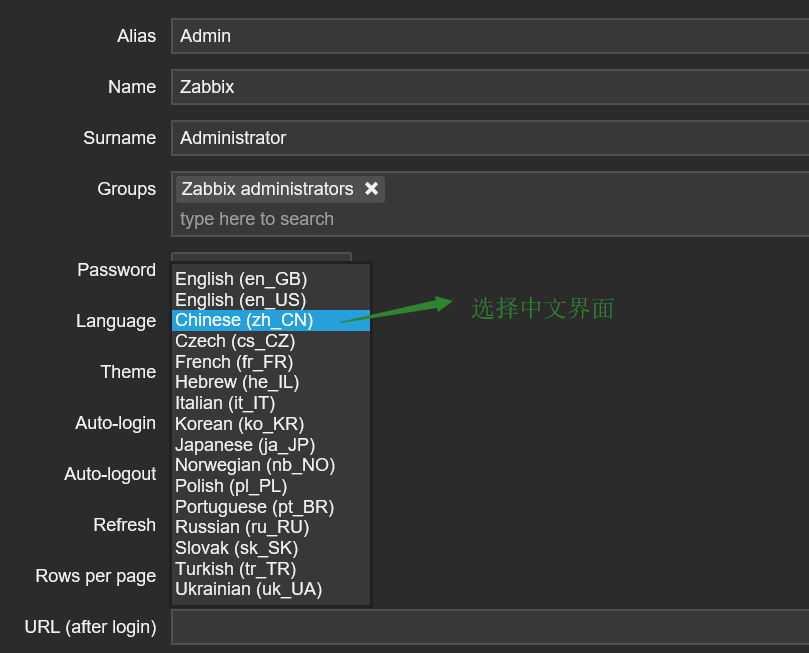 Alias Admin
Name Zabbix
Surname Administrator
Groups Zabbix administrators ✖
type here to search
Password
English (en_GB)
English (en_US)
Language Chinese (zh_CN) 选择中文界面
Czech (cs_CZ)
French (fr_FR)
Theme
Hebrew (he_IL)
Italian (it_IT)
Auto-login Korean (ko_KR)
Japanese (ja_JP)
Norwegian (nb_NO)
Auto-logout
Polish (pl_PL)
Portuguese (pt_BR)
Refresh Russian (ru_RU)
Slovak (sk_SK)
Rows per page Turkish (tr_TR)
Ukrainian (uk_UA)
URL (after login)